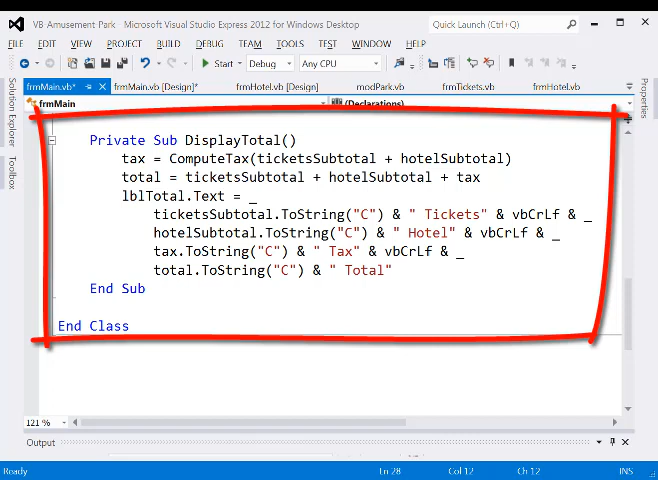 VB-Amusement-Park - Microsoft Visual Studio Express 2012 for Windows Desktop
Quick Launch (Ctrl+Q)
FILE EDIT VIEW PROJECT BUILD DEBUG TEAM TOOLS TEST WINDOW HELP
Start Debug Any CPU
Solution Explorer
Toolbox
Properties
frmMain.vb* frmMain.vb [Design]* frmHotel.vb [Design] modPark.vb frmTickets.vb frmHotel.vb
frmMain (Declarations)
Private Sub DisplayTotal()
tax = ComputeTax(ticketsSubtotal + hotelSubtotal)
total = ticketsSubtotal + hotelSubtotal + tax
lblTotal.Text = _
ticketsSubtotal.ToString("C") & " Tickets" & vbCrLf & _
hotelSubtotal.ToString("C") & " Hotel" & vbCrLf & _
tax.ToString("C") & " Tax" & vbCrLf & _
total.ToString("C") & " Total"
End Sub
End Class
121 %
Output
Ready Ln 28 Col 12 Ch 12 INS